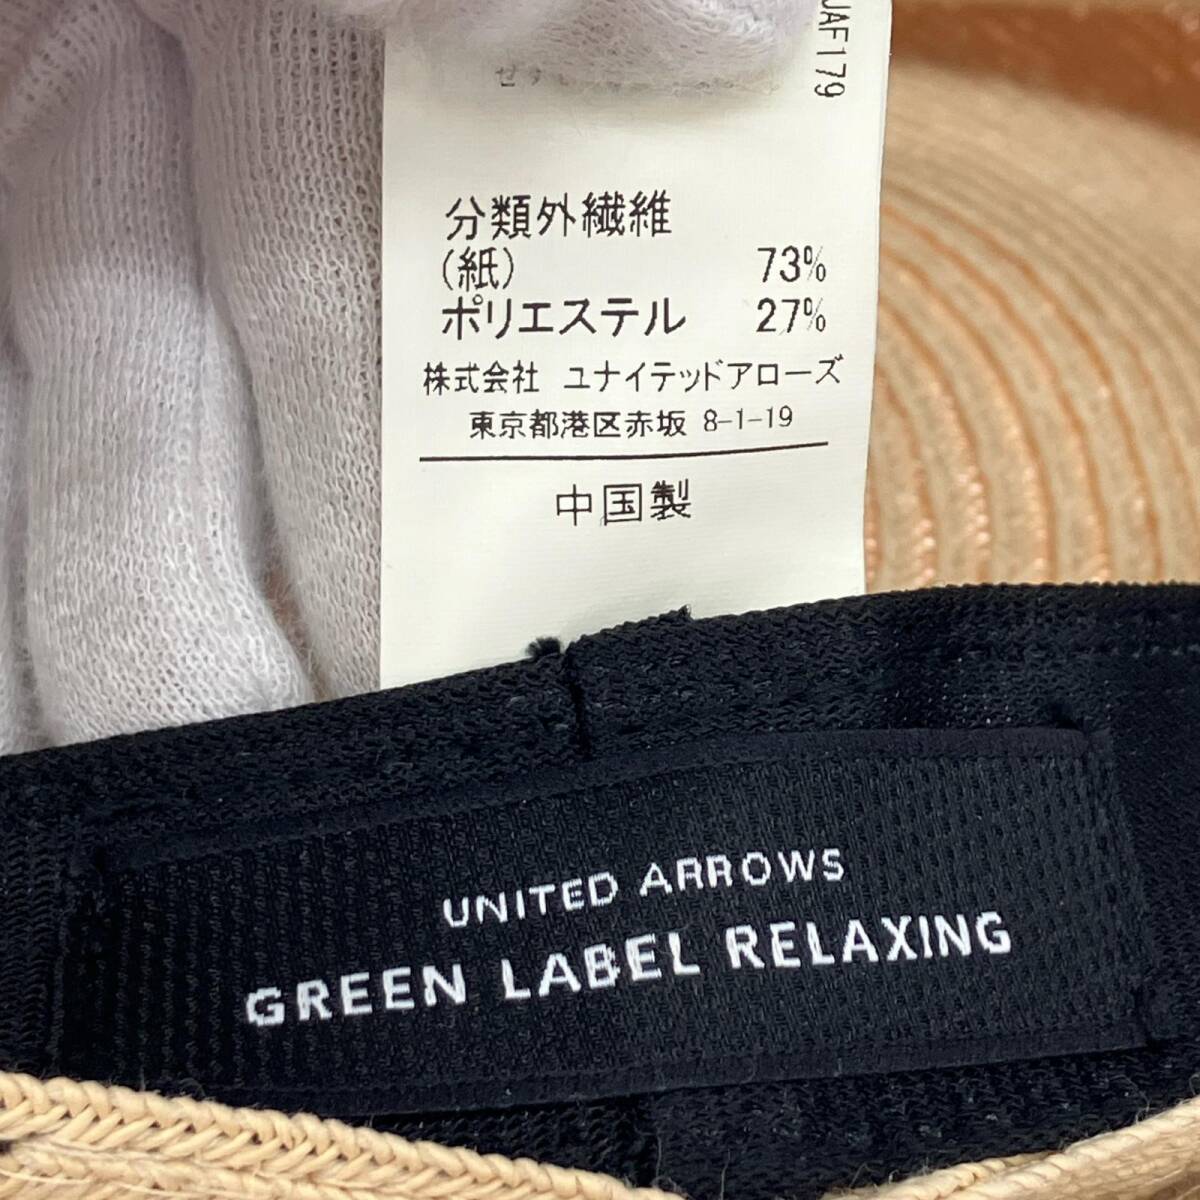 分類外繊維
(紙) 73%
ポリエステル 27%
株式会社 ユナイテッドアローズ
東京都港区赤坂 8-1-19
中国製
UNITED ARROWS
GREEN LABEL RELAXING